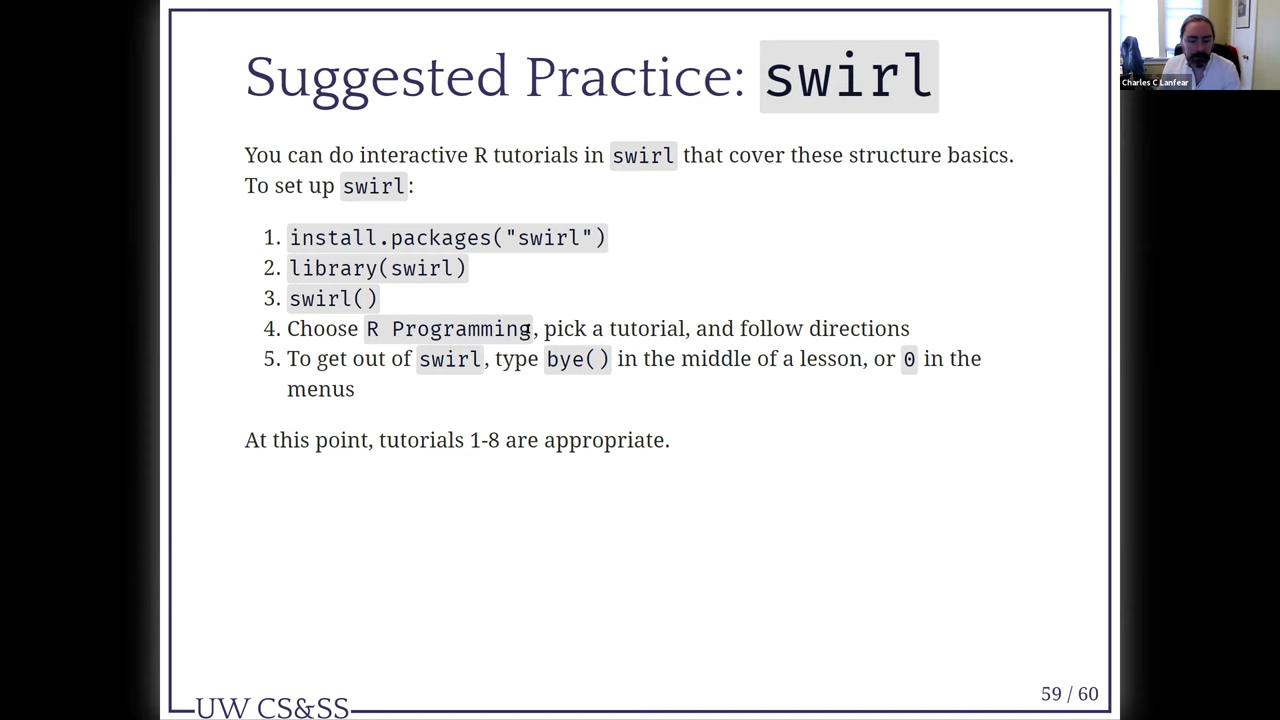 Suggested Practice: swirl
Charles C Lanfear
You can do interactive R tutorials in swirl that cover these structure basics.
To set up swirl:
1. install.packages("swirl")
2. library(swirl)
3. swirl()
4. Choose R Programming, pick a tutorial, and follow directions
5. To get out of swirl, type bye() in the middle of a lesson, or 0 in the
menus
At this point, tutorials 1-8 are appropriate.
59 / 60
UW CS&SS